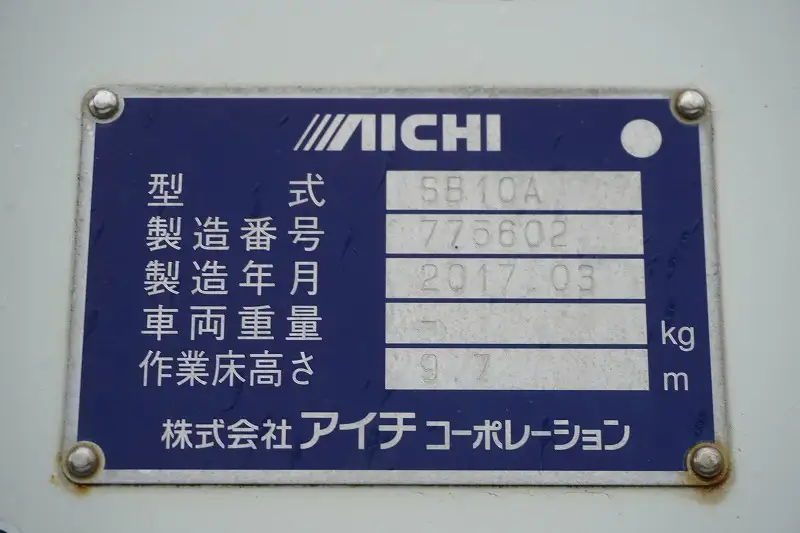 AICHI
型式 SB10A
製造番号 775602
製造年月 2017.03
車両重量 - kg
作業床高さ 9.7 m
株式会社アイチコーポレーション